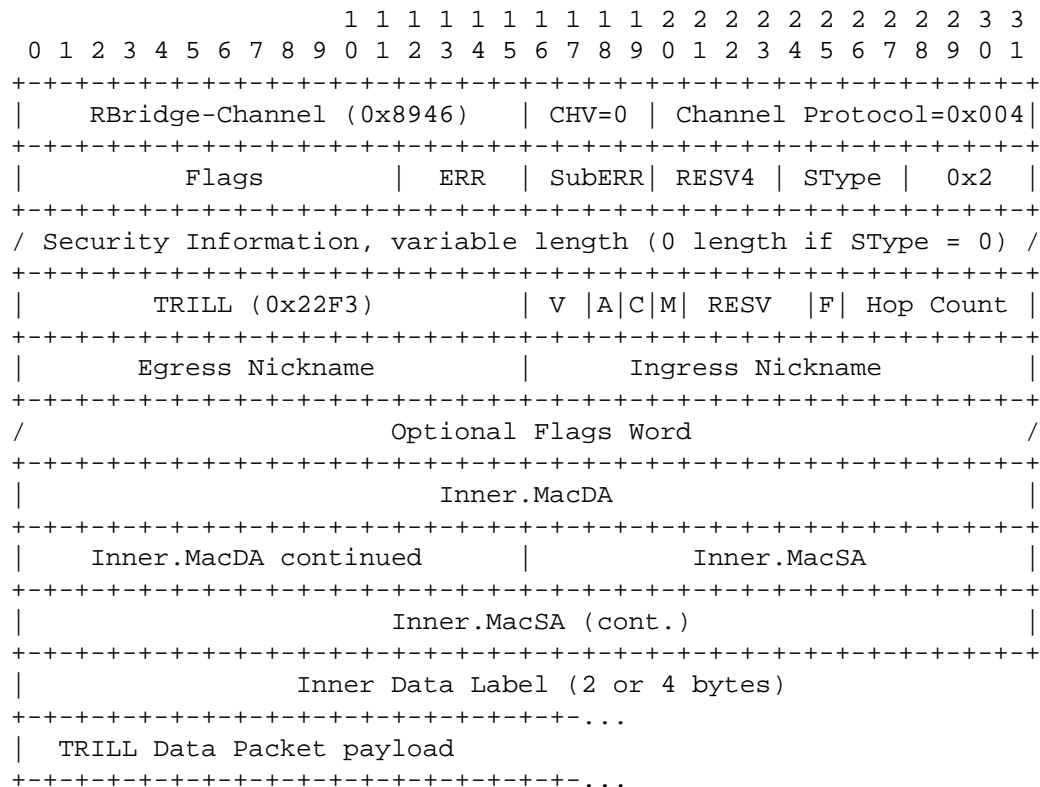 1 1 1 1 1 1 1 1 1 1 2 2 2 2 2 2 2 2 2 2 3 3
 0 1 2 3 4 5 6 7 8 9 0 1 2 3 4 5 6 7 8 9 0 1 2 3 4 5 6 7 8 9 0 1
+-+-+-+-+-+-+-+-+-+-+-+-+-+-+-+-+-+-+-+-+-+-+-+-+-+-+-+-+-+-+-+-+
|    RBridge-Channel (0x8946)   | CHV=0 | Channel Protocol=0x004|
+-+-+-+-+-+-+-+-+-+-+-+-+-+-+-+-+-+-+-+-+-+-+-+-+-+-+-+-+-+-+-+-+
|          Flags        |  ERR  | SubERR| RESV4 | SType |  0x2  |
+-+-+-+-+-+-+-+-+-+-+-+-+-+-+-+-+-+-+-+-+-+-+-+-+-+-+-+-+-+-+-+-+
/ Security Information, variable length (0 length if SType = 0) /
+-+-+-+-+-+-+-+-+-+-+-+-+-+-+-+-+-+-+-+-+-+-+-+-+-+-+-+-+-+-+-+-+
|        TRILL (0x22F3)         | V |A|C|M| RESV  |F| Hop Count |
+-+-+-+-+-+-+-+-+-+-+-+-+-+-+-+-+-+-+-+-+-+-+-+-+-+-+-+-+-+-+-+-+
|       Egress Nickname         |      Ingress Nickname         |
+-+-+-+-+-+-+-+-+-+-+-+-+-+-+-+-+-+-+-+-+-+-+-+-+-+-+-+-+-+-+-+-+
/                       Optional Flags Word                     /
+-+-+-+-+-+-+-+-+-+-+-+-+-+-+-+-+-+-+-+-+-+-+-+-+-+-+-+-+-+-+-+-+
|                          Inner.MacDA                          |
+-+-+-+-+-+-+-+-+-+-+-+-+-+-+-+-+-+-+-+-+-+-+-+-+-+-+-+-+-+-+-+-+
|    Inner.MacDA continued      |          Inner.MacSA          |
+-+-+-+-+-+-+-+-+-+-+-+-+-+-+-+-+-+-+-+-+-+-+-+-+-+-+-+-+-+-+-+-+
|                       Inner.MacSA (cont.)                     |
+-+-+-+-+-+-+-+-+-+-+-+-+-+-+-+-+-+-+-+-+-+-+-+-+-+-+-+-+-+-+-+-+
|                 Inner Data Label (2 or 4 bytes)
+-+-+-+-+-+-+-+-+-+-+-+-+-+-+-+-+-+-...
|  TRILL Data Packet payload
+-+-+-+-+-+-+-+-+-+-+-+-+-+-+-+-+-+-...